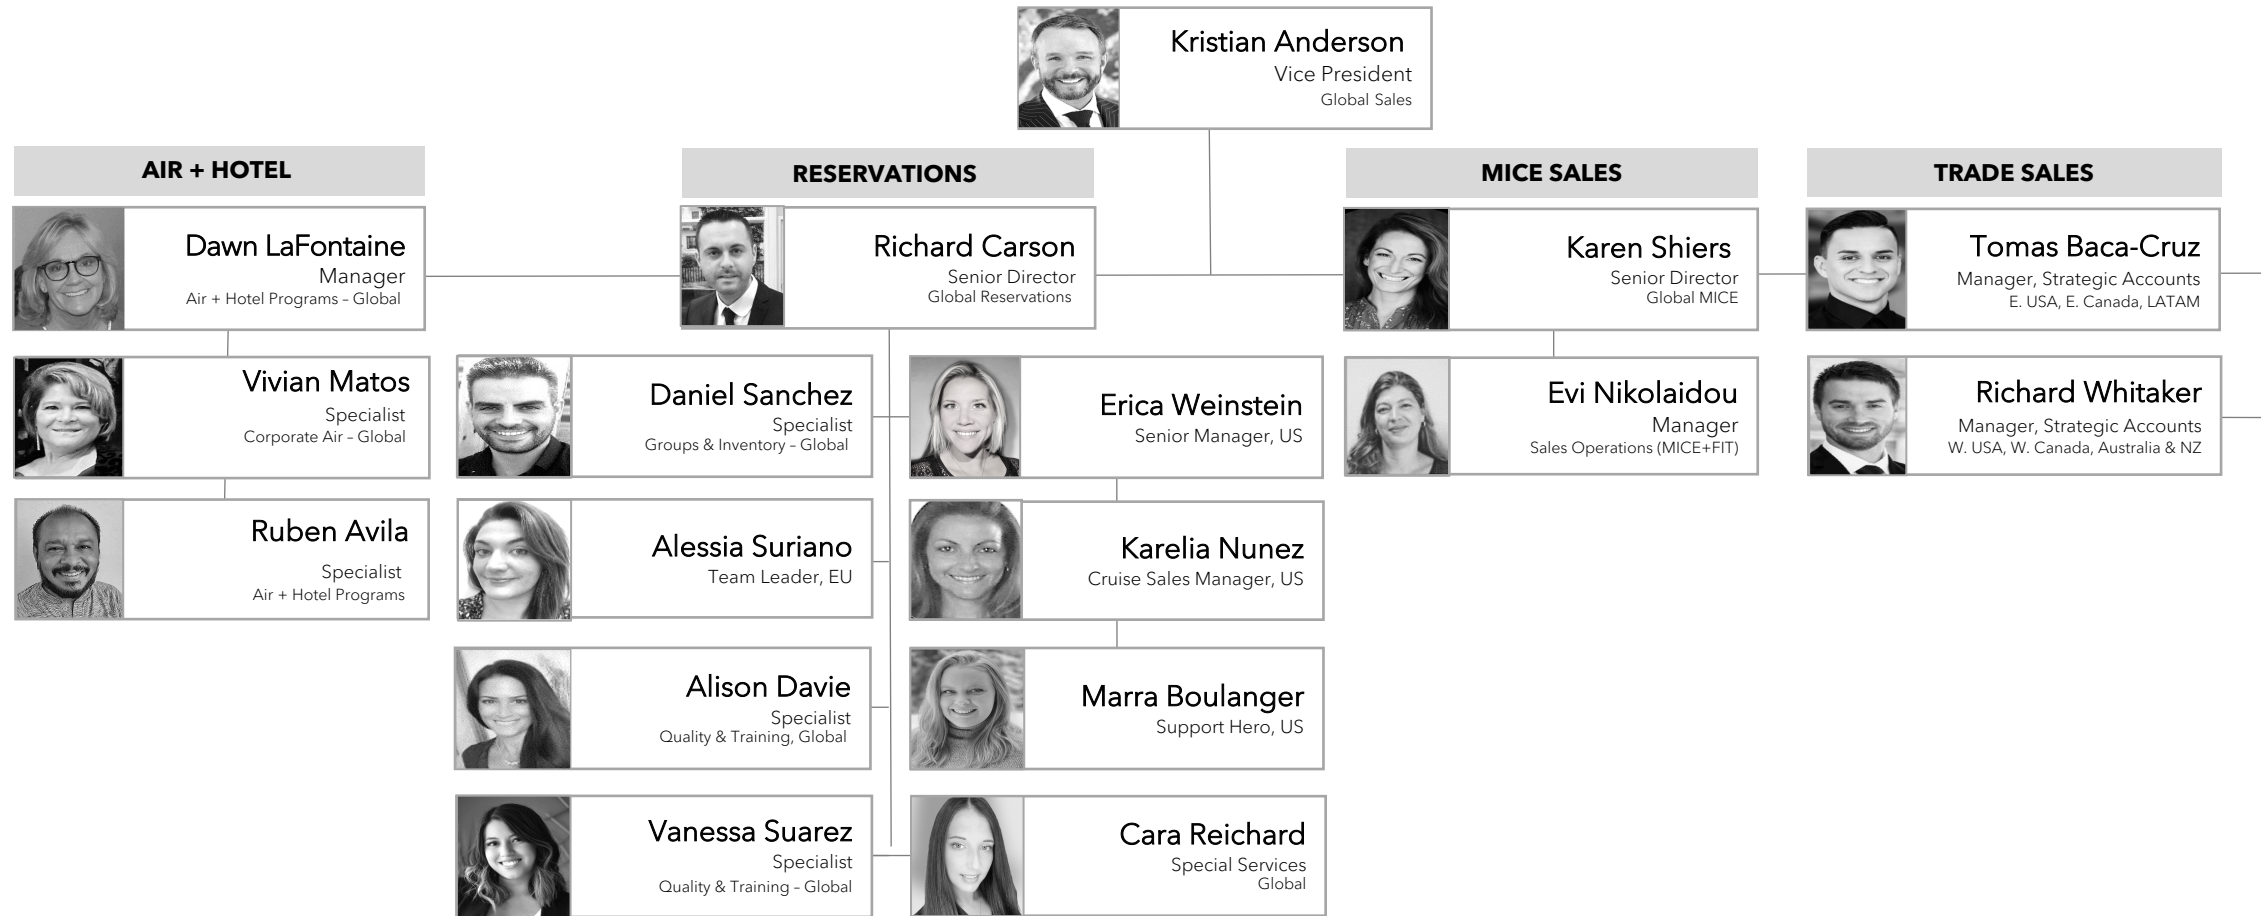 Kristian Anderson
Vice President
Global Sales
AIR + HOTEL
Dawn LaFontaine
Manager
Air + Hotel Programs – Global
Vivian Matos
Specialist
Corporate Air – Global
Ruben Avila
Specialist
Air + Hotel Programs
RESERVATIONS
Richard Carson
Senior Director
Global Reservations
Daniel Sanchez
Specialist
Groups & Inventory – Global
Alessia Suriano
Team Leader, EU
Alison Davie
Specialist
Quality & Training, Global
Vanessa Suarez
Specialist
Quality & Training – Global
Erica Weinstein
Senior Manager, US
Karelia Nunez
Cruise Sales Manager, US
Marra Boulanger
Support Hero, US
Cara Reichard
Special Services
Global
MICE SALES
Karen Shiers
Senior Director
Global MICE
Evi Nikolaidou
Manager
Sales Operations (MICE+FIT)
TRADE SALES
Tomas Baca-Cruz
Manager, Strategic Accounts
E. USA, E. Canada, LATAM
Richard Whitaker
Manager, Strategic Accounts
W. USA, W. Canada, Australia & NZ